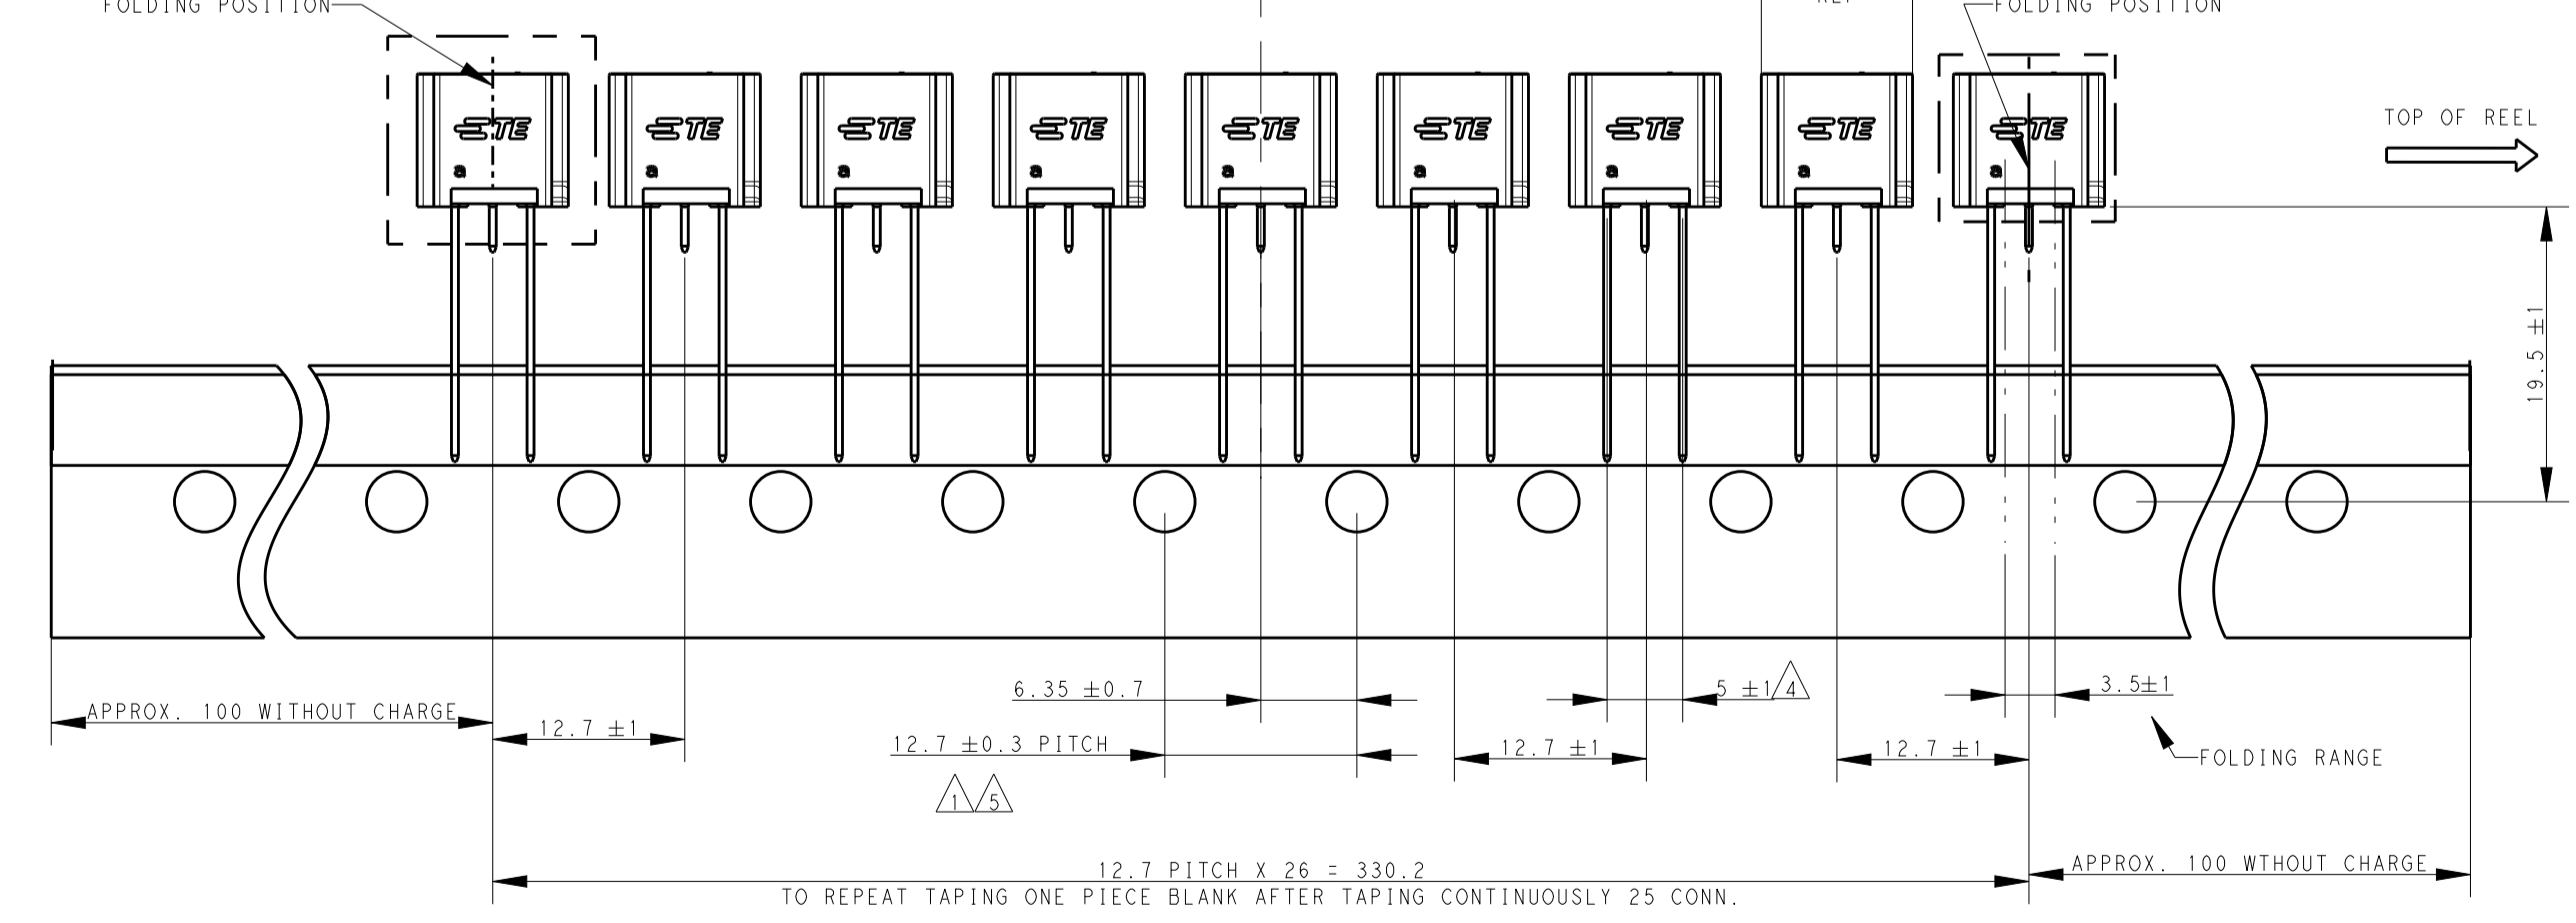 FOLDING POSITION
REF
FOLDING POSITION
TE TE TE TE TE TE TE TE TE
a a a a a a a a a
TOP OF REEL
19.5 ±1
6.35 ±0.7
5 ±1 4
3.5±1
APPROX. 100 WITHOUT CHARGE
12.7 ±1
12.7 ±0.3 PITCH
12.7 ±1
12.7 ±1
FOLDING RANGE
1 5
12.7 PITCH X 26 = 330.2
APPROX. 100 WTHOUT CHARGE
TO REPEAT TAPING ONE PIECE BLANK AFTER TAPING CONTINUOUSLY 25 CONN.